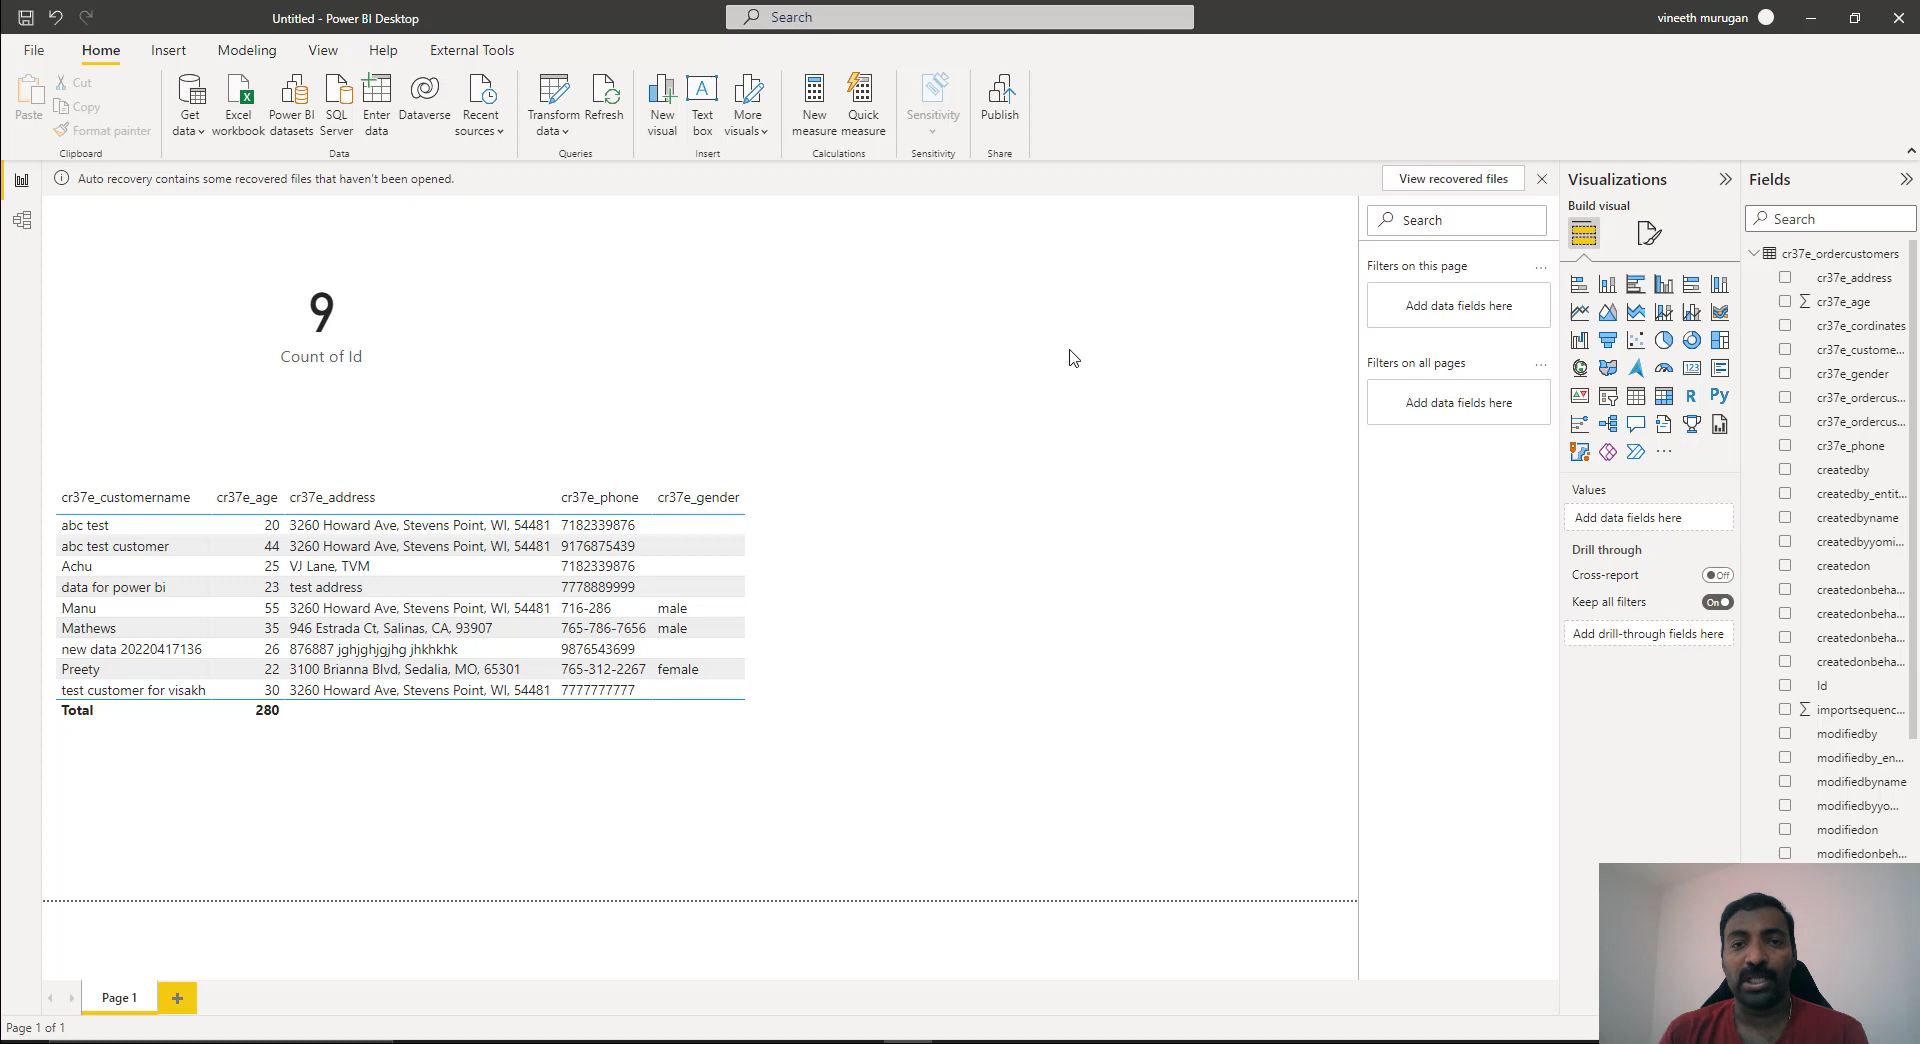 Untitled - Power BI Desktop
Search
vineeth murugan
File Home Insert Modeling View Help External Tools
Paste
Cut
Copy
Format painter
Clipboard
Get data
Excel workbook
Power BI datasets
SQL Server
Enter data
Dataverse
Recent sources
Data
Transform data
Refresh
Queries
New visual
Text box
More visuals
Insert
New measure
Quick measure
Calculations
Sensitivity
Sensitivity
Publish
Share
Auto recovery contains some recovered files that haven't been opened.
View recovered files
9
Count of Id
cr37e_customername cr37e_age cr37e_address cr37e_phone cr37e_gender
abc test 20 3260 Howard Ave, Stevens Point, WI, 54481 7182339876
abc test customer 44 3260 Howard Ave, Stevens Point, WI, 54481 9176875439
Achu 25 VJ Lane, TVM 7182339876
data for power bi 23 test address 7778889999
Manu 55 3260 Howard Ave, Stevens Point, WI, 54481 716-286 male
Mathews 35 946 Estrada Ct, Salinas, CA, 93907 765-786-7656 male
new data 20220417136 26 876887 jghjghjgjhg jhkhkhk 9876543699
Preety 22 3100 Brianna Blvd, Sedalia, MO, 65301 765-312-2267 female
test customer for visakh 30 3260 Howard Ave, Stevens Point, WI, 54481 7777777777
Total 280
Search
Filters on this page ...
Add data fields here
Filters on all pages ...
Add data fields here
Visualizations
Build visual
123
R Py
...
Values
Add data fields here
Drill through
Cross-report Off
Keep all filters On
Add drill-through fields here
Fields
Search
cr37e_ordercustomers
cr37e_address
cr37e_age
cr37e_cordinates
cr37e_custome...
cr37e_gender
cr37e_ordercus...
cr37e_ordercus...
cr37e_phone
createdby
createdby_entit...
createdbyname
createdbyyomi...
createdon
createdonbeha...
createdonbeha...
createdonbeha...
createdonbeha...
Id
importsequenc...
modifiedby
modifiedby_en...
modifiedbyname
modifiedbyyo...
modifiedon
modifiedonbeh...
Page 1
Page 1 of 1